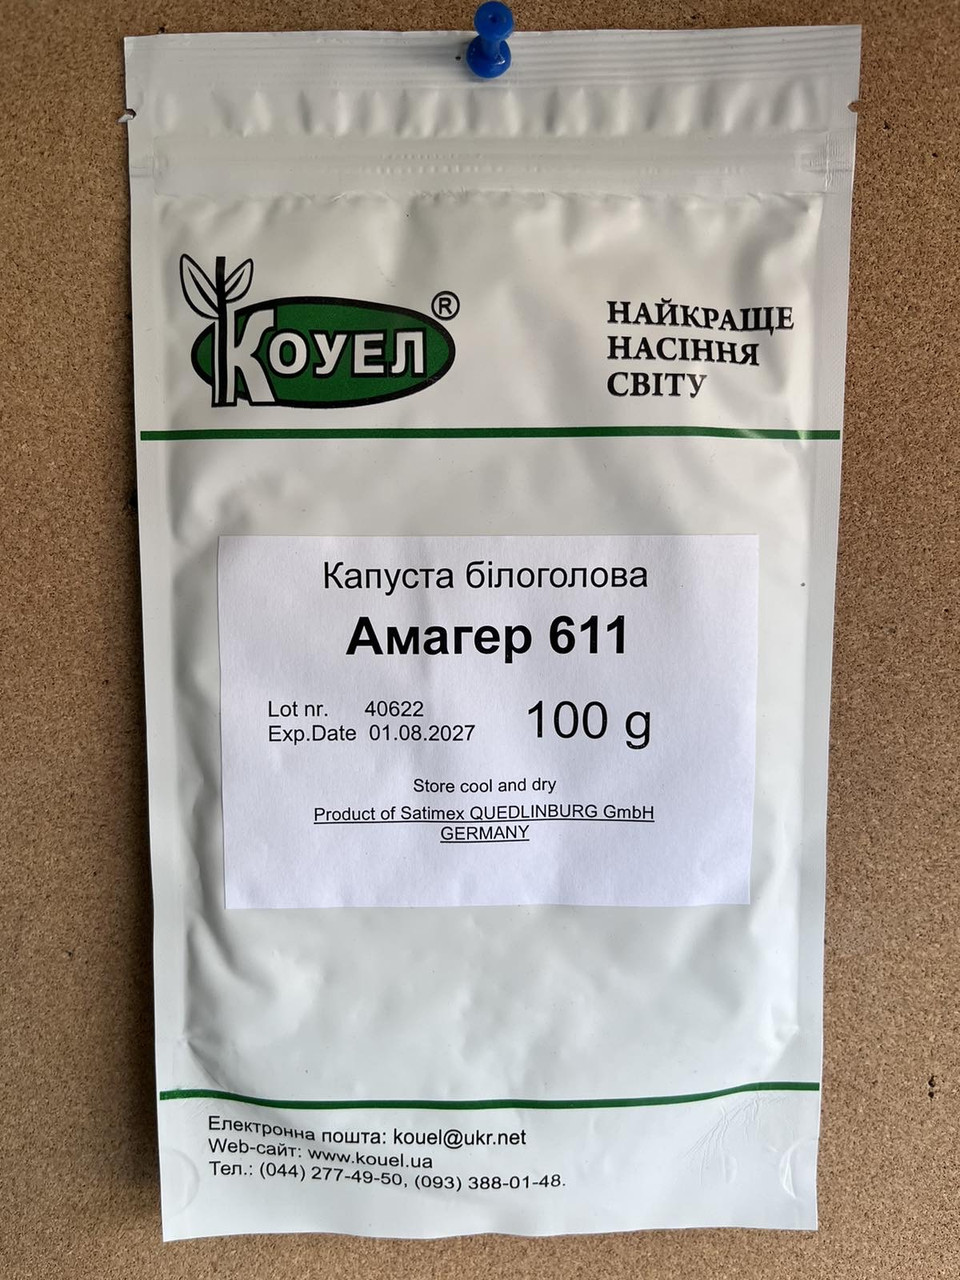 КОУЕЛ ®
НАЙКРАЩЕ
НАСІННЯ
СВІТУ
Капуста білоголова
Амагер 611
Lot nr. 40622
Exp.Date 01.08.2027
100 g
Store cool and dry
Product of Satimex QUEDLINBURG GmbH
GERMANY
Електронна пошта: kouel@ukr.net
Web-сайт: www.kouel.ua
Тел.: (044) 277-49-50, (093) 388-01-48.